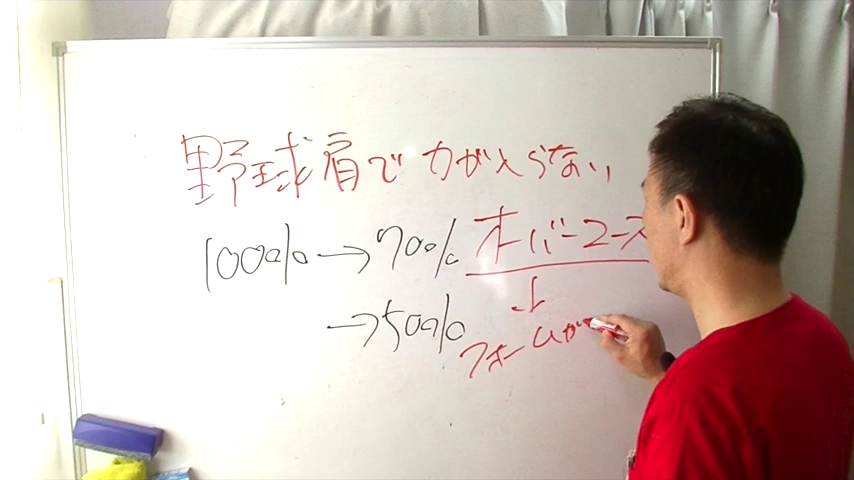 野球肩で力が入らない
100% → 70% オーバーユース
↓
→ 50%
フォームが